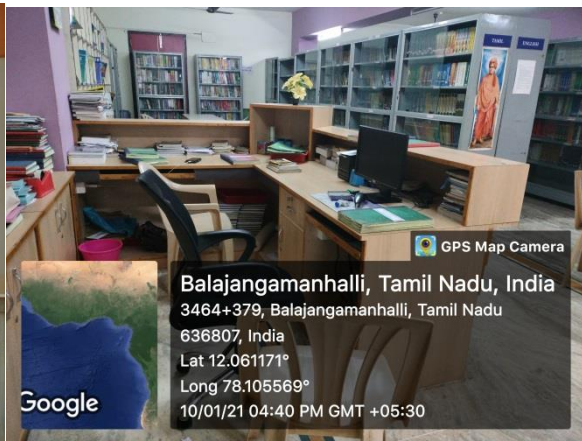 TAMIL
ENGLISH
GPS Map Camera
Balajangamanhalli, Tamil Nadu, India
3464+379, Balajangamanhalli, Tamil Nadu
636807, India
Lat 12.061171°
Long 78.105569°
10/01/21 04:40 PM GMT +05:30
Google